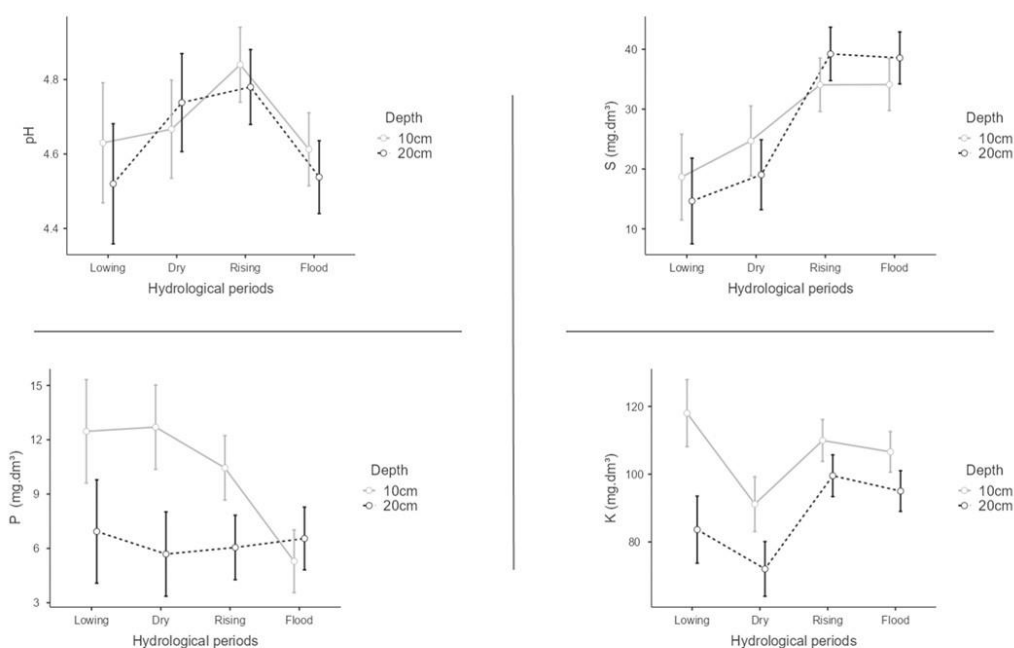 pH
4.8
4.6
4.4
Lowing Dry Rising Flood
Hydrological periods
Depth
10cm
20cm
S (mg.dm³)
40
30
20
10
Lowing Dry Rising Flood
Hydrological periods
Depth
10cm
20cm
P (mg.dm³)
15
12
9
6
3
Lowing Dry Rising Flood
Hydrological periods
Depth
10cm
20cm
K (mg.dm³)
120
100
80
Lowing Dry Rising Flood
Hydrological periods
Depth
10cm
20cm